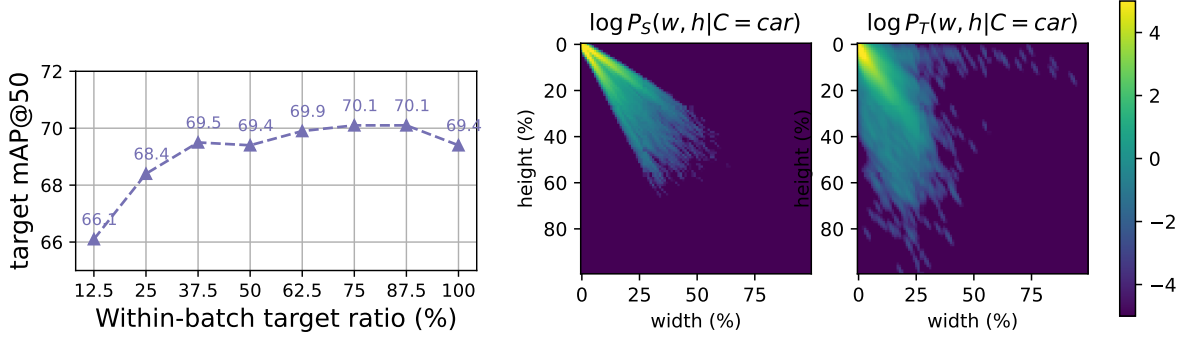 72
70
68
66
target mAP@50
66.1
68.4
69.5
69.4
69.9
70.1
70.1
69.4
12.5 25 37.5 50 62.5 75 87.5 100
Within-batch target ratio (%)
log P_S(w, h|C = car)
0
20
40
60
80
height (%)
0 25 50 75
width (%)
log P_T(w, h|C = car)
0
20
40
60
80
height (%)
0 25 50 75
width (%)
4
2
0
−2
−4